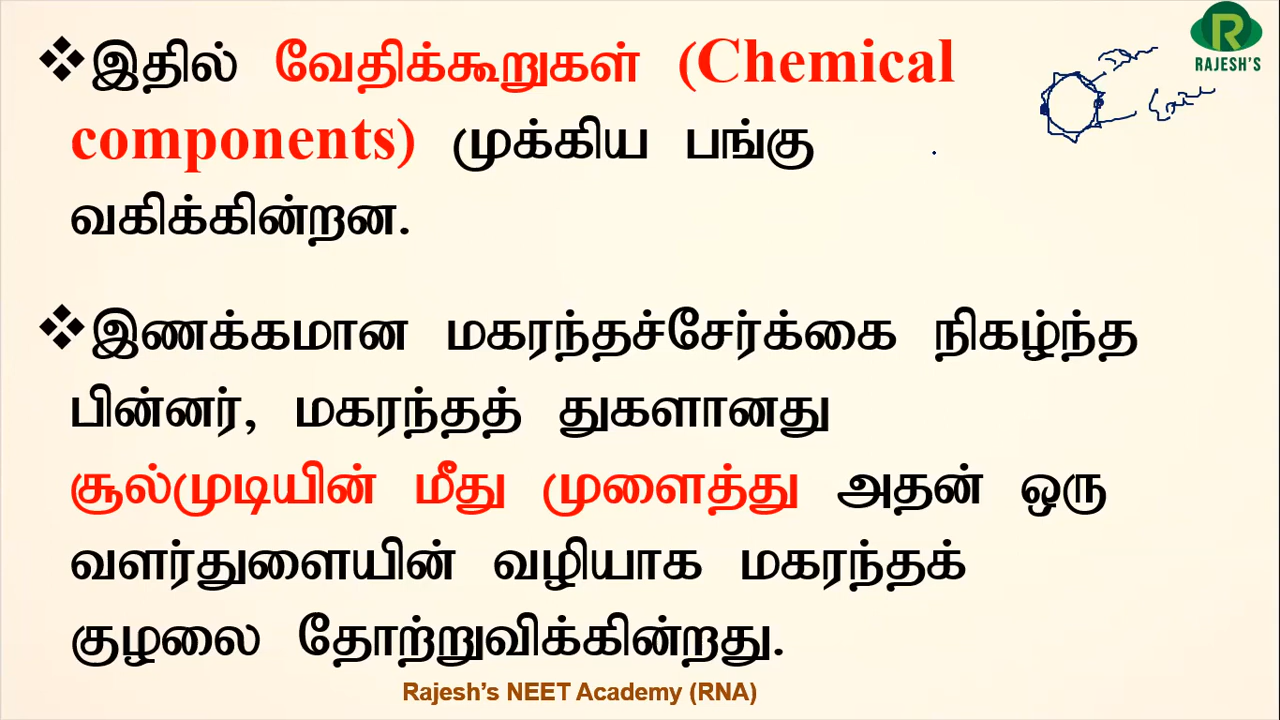 ❖இதில் வேதிக்கூறுகள் (Chemical
components) முக்கிய பங்கு
வகிக்கின்றன.
❖இணக்கமான மகரந்தச்சேர்க்கை நிகழ்ந்த
பின்னர், மகரந்தத் துகளானது
சூல்முடியின் மீது முளைத்து அதன் ஒரு
வளர்துளையின் வழியாக மகரந்தக்
குழலை தோற்றுவிக்கின்றது.
R
RAJESH'S
Rajesh's NEET Academy (RNA)